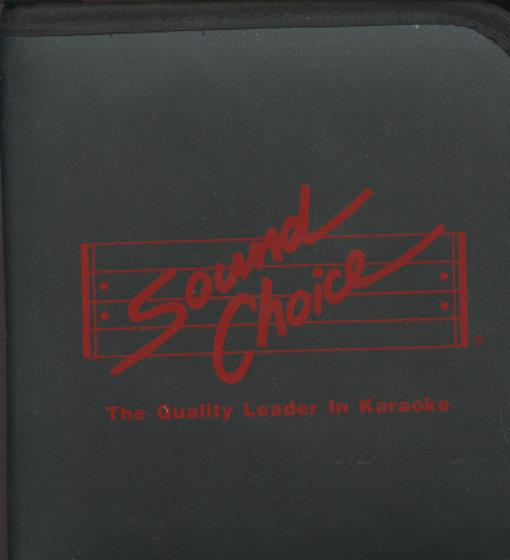 Sound
Choice
®
The Quality Leader In Karaoke